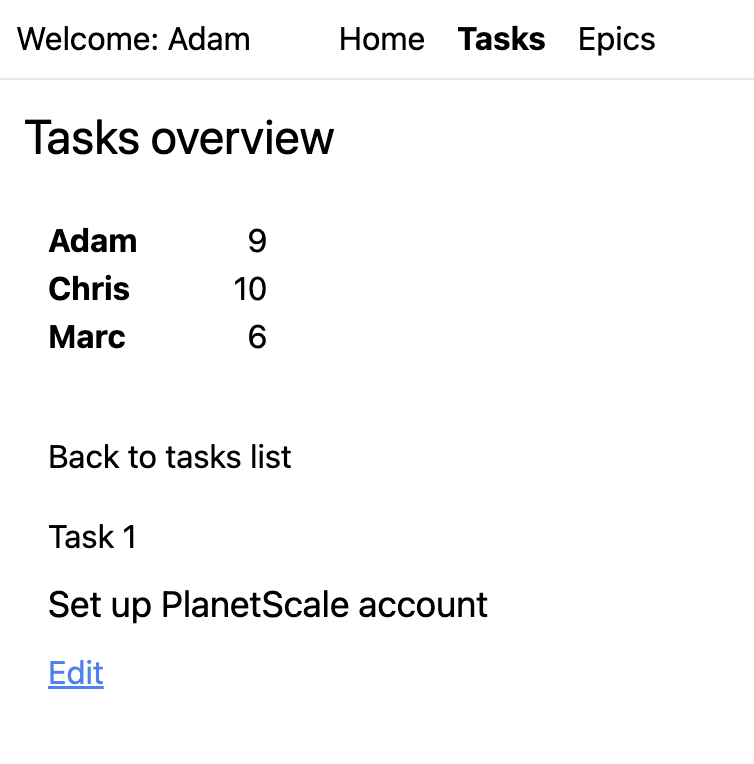 Welcome: Adam Home Tasks Epics
Tasks overview
Adam 9
Chris 10
Marc 6
Back to tasks list
Task 1
Set up PlanetScale account
Edit